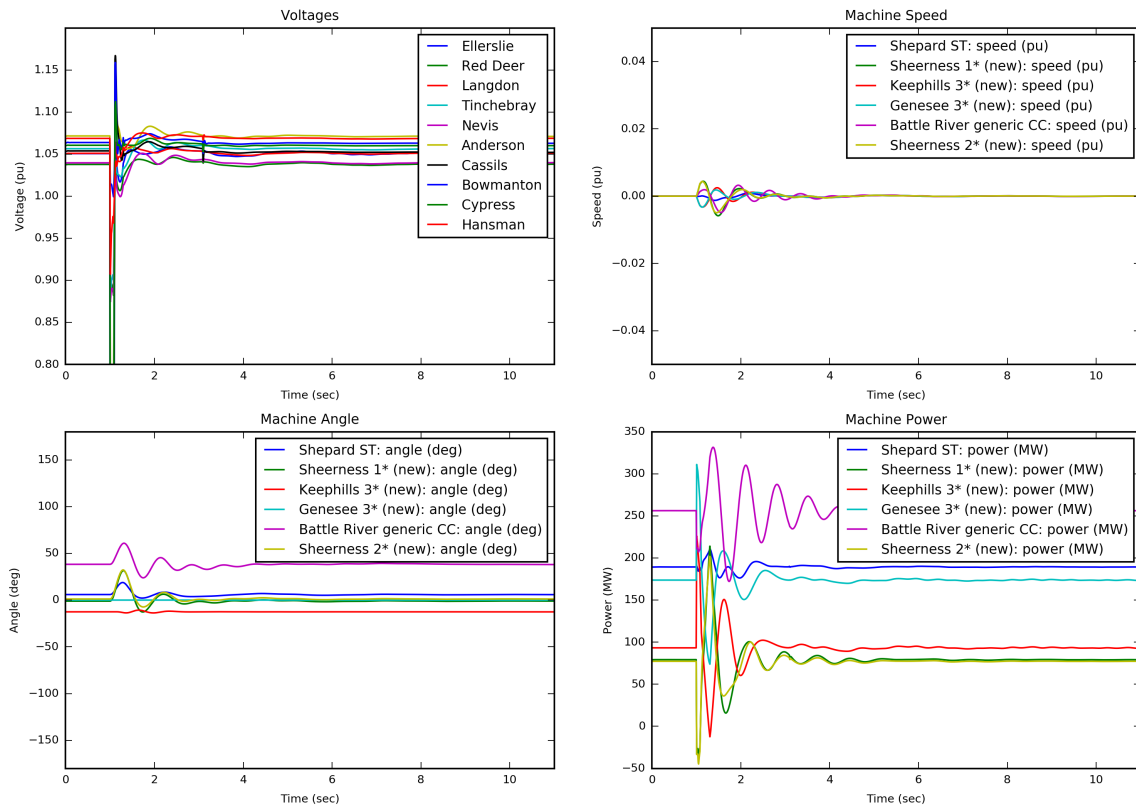 Voltages
1.15
1.10
1.05
1.00
0.95
0.90
0.85
0.80
Voltage (pu)
0 2 4 6 8 10
Time (sec)
Ellerslie
Red Deer
Langdon
Tinchebray
Nevis
Anderson
Cassils
Bowmanton
Cypress
Hansman
Machine Speed
0.04
0.02
0.00
−0.02
−0.04
Speed (pu)
0 2 4 6 8 10
Time (sec)
Shepard ST: speed (pu)
Sheerness 1* (new): speed (pu)
Keephills 3* (new): speed (pu)
Genesee 3* (new): speed (pu)
Battle River generic CC: speed (pu)
Sheerness 2* (new): speed (pu)
Machine Angle
150
100
50
0
−50
−100
−150
Angle (deg)
0 2 4 6 8 10
Time (sec)
Shepard ST: angle (deg)
Sheerness 1* (new): angle (deg)
Keephills 3* (new): angle (deg)
Genesee 3* (new): angle (deg)
Battle River generic CC: angle (deg)
Sheerness 2* (new): angle (deg)
Machine Power
350
300
250
200
150
100
50
0
−50
Power (MW)
0 2 4 6 8 10
Time (sec)
Shepard ST: power (MW)
Sheerness 1* (new): power (MW)
Keephills 3* (new): power (MW)
Genesee 3* (new): power (MW)
Battle River generic CC: power (MW)
Sheerness 2* (new): power (MW)